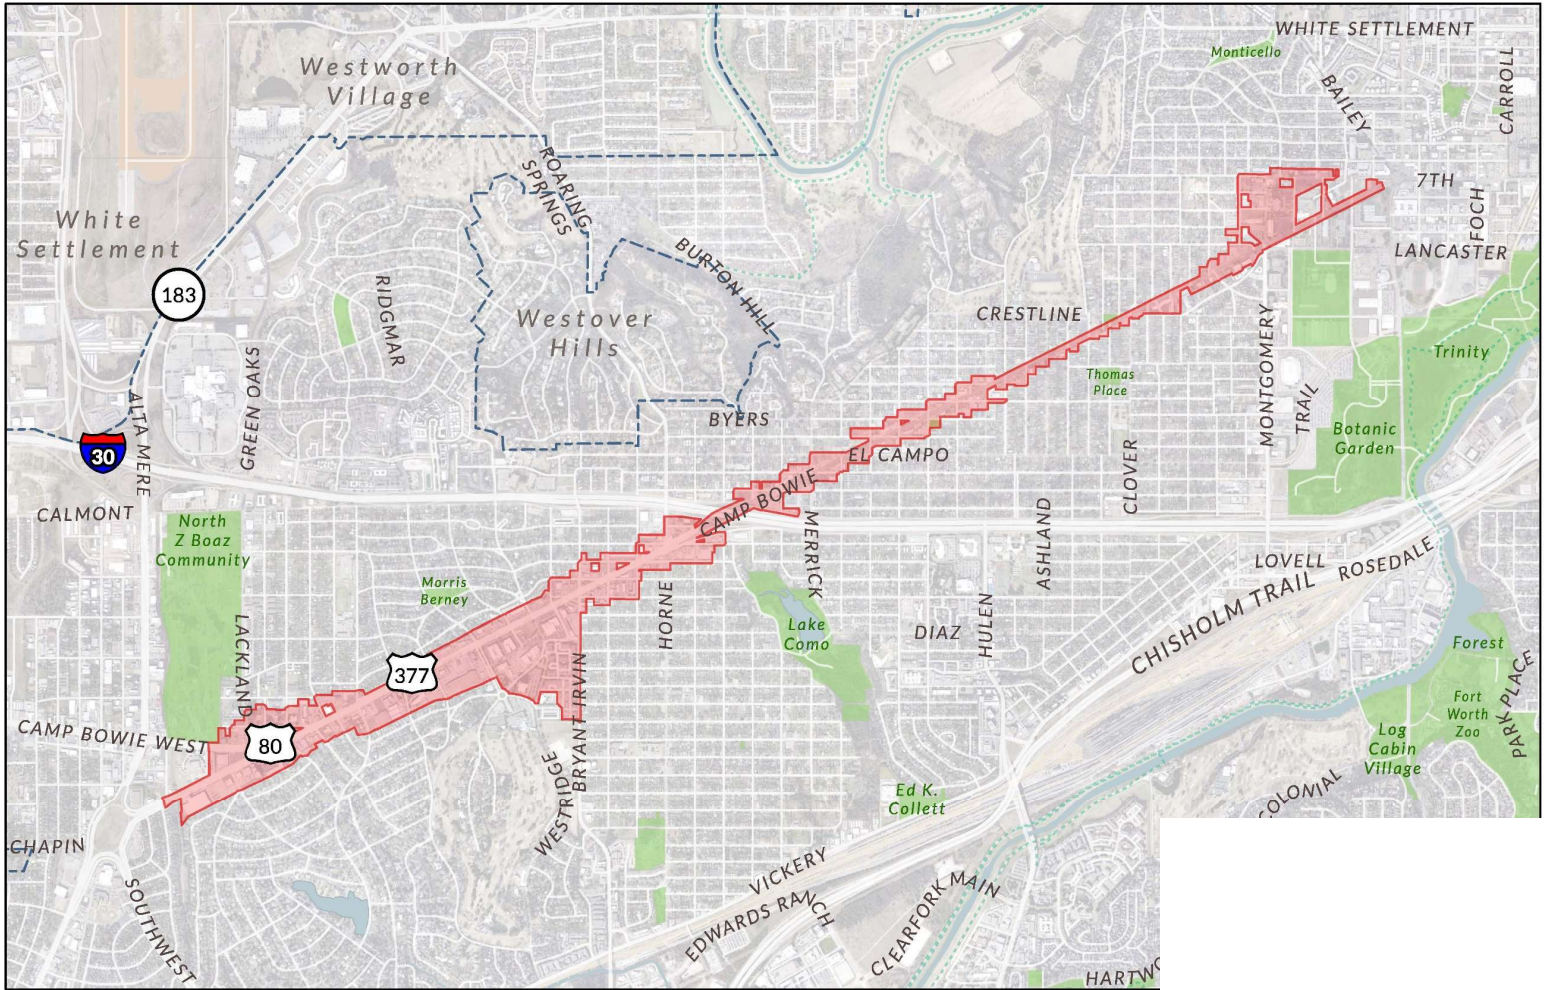 WHITE SETTLEMENT
Monticello
Westworth
Village
BAILEY
CARROLL
ROARING
SPRINGS
7TH
FOCH
White
Settlement
LANCASTER
BURTON HILL
183
RIDGMAR
Westover
Hills
CRESTLINE
MONTGOMERY
Trinity
GREEN OAKS
Thomas
Place
TRAIL
ALTA MERE
BYERS
Botanic
Garden
30
EL CAMPO
CLOVER
CAMP BOWIE
CALMONT
North
Z Boaz
Community
MERRICK
ASHLAND
LOVELL
ROSEDALE
Morris
Berney
HORNE
CHISHOLM TRAIL
Lake
Como
DIAZ
HULEN
Forest
LACKLAND
377
PARK PLACE
Fort
Worth
Zoo
BRYANT IRVIN
CAMP BOWIE WEST
80
Log
Cabin
Village
WESTRIDGE
Ed K.
Collett
COLONIAL
CHAPIN
VICKERY
SOUTHWEST
EDWARDS RANCH
CLEARFORK MAIN
HARTWO